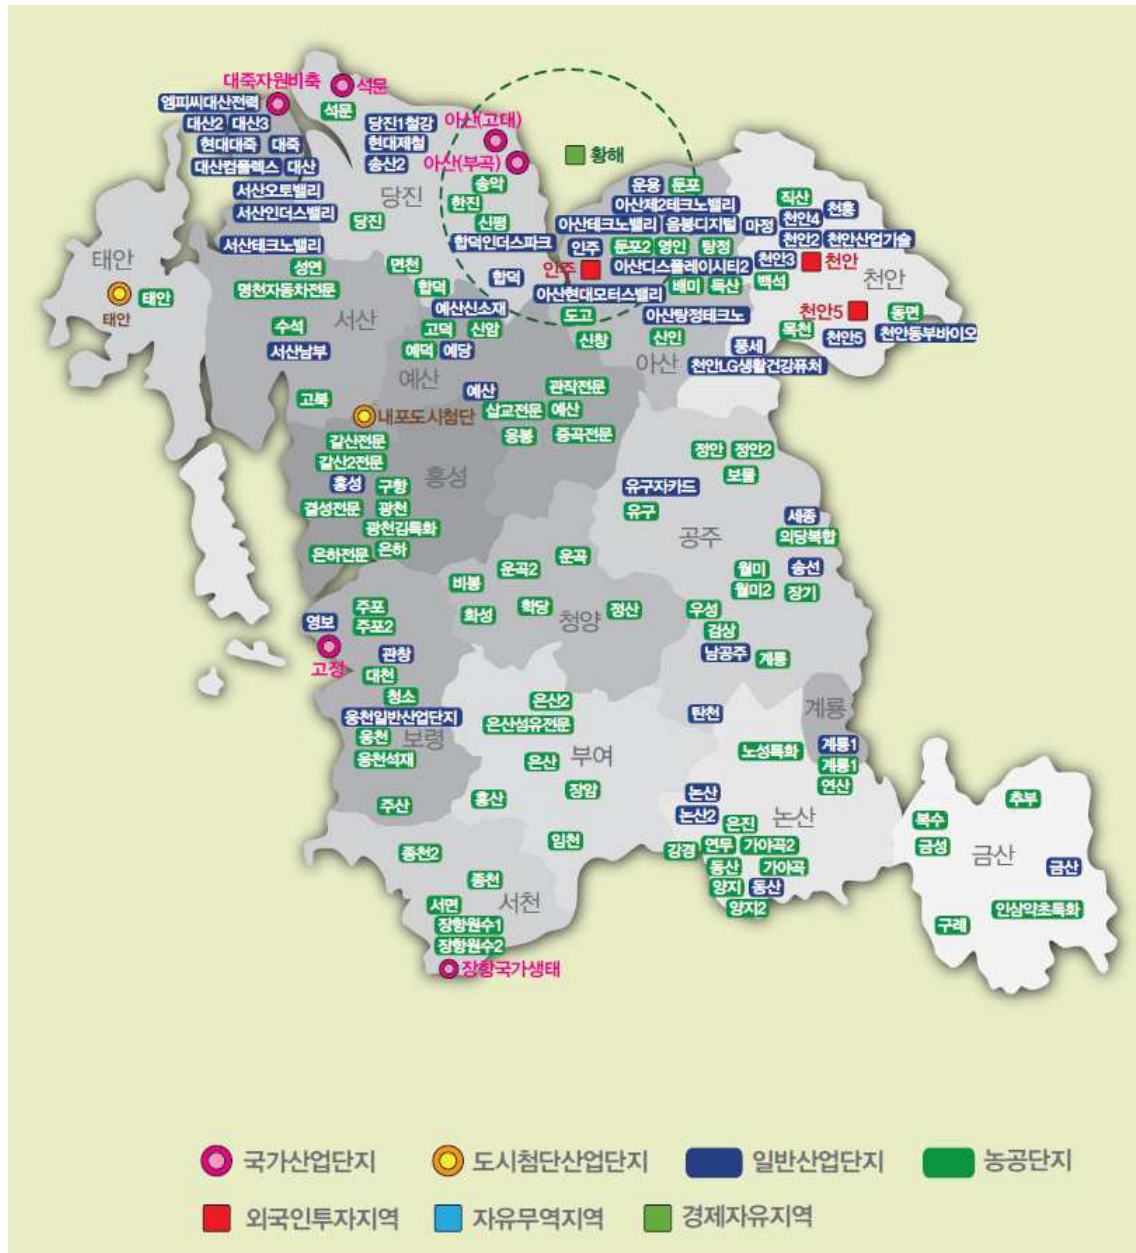 대죽자원비축
석문
엠피씨대산전력
석문
대산2 대산3
당진1철강
아산(고대)
현대대죽 대죽
현대제철
황해
대산컴플렉스 대산
송산2
아산(부곡)
서산오토밸리
당진
송악
운용 둔포
직산
서산인더스밸리
한진
아산제2테크노밸리
천흥
당진
신평
아산테크노밸리 음봉디지털 마정
천안4
서산테크노밸리
합덕인더스파크
인주 둔포2 영인 탕정
천안2 천안산업기술
태안
성연
면천
합덕
인주
아산디스플레이시티2
천안3
천안
천안
태안
태안
명천자동차전문
합덕
아산현대모터스밸리
배미 득산
백석
서산
예산신소재
도고
아산탕정테크노
천안5
동면
수석
고덕 신암
신창
신인
목천
천안5
천안동부바이오
서산남부
예덕 예당
아산
풍세
천안LG생활건강퓨처
예산
고북
예산
관작전문
내포도시첨단
삽교전문 예산
갈산전문
응봉
증곡전문
정안 정안2
갈산2전문
홍성
보물
홍성 구항
유구자카드
결성전문 광천
유구
세종
광천김특화
공주
의당복합
은하전문 은하
운곡2
운곡
월미
송선
비봉
월미2
장기
영보
주포
화성
학당
정산
우성
주포2
청양
검상
고정
관창
남공주
계룡
대천
청소
은산2
탄천
계룡
웅천일반산업단지
은산섬유전문
웅천
보령
부여
노성특화
계룡1
웅천석재
은산
계룡1
장암
논산
연산
주산
홍산
논산2
논산
추부
은진
복수
임천
강경 연무 가야곡2
금성
금산
종천2
동산 가야곡
금산
종천
양지 동산
서면
서천
양지2
인삼약초특화
장항원수1
구례
장항원수2
장항국가생태
국가산업단지
도시첨단산업단지
일반산업단지
농공단지
외국인투자지역
자유무역지역
경제자유지역